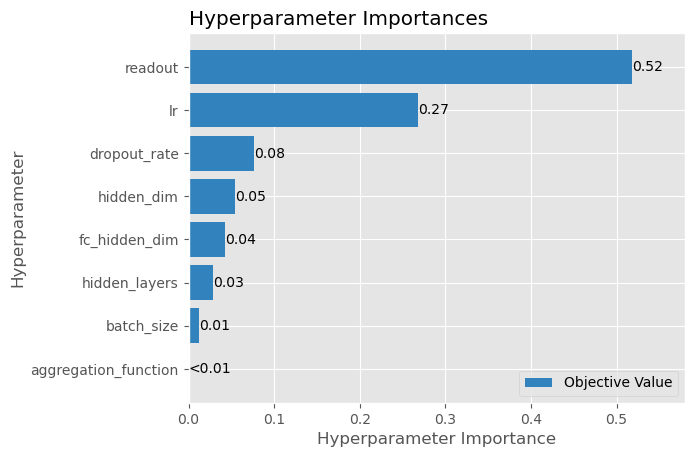 Hyperparameter Importances
Hyperparameter
readout
0.52
lr
0.27
dropout_rate
0.08
hidden_dim
0.05
fc_hidden_dim
0.04
hidden_layers
0.03
batch_size
0.01
aggregation_function
<0.01
Objective Value
0.0 0.1 0.2 0.3 0.4 0.5
Hyperparameter Importance